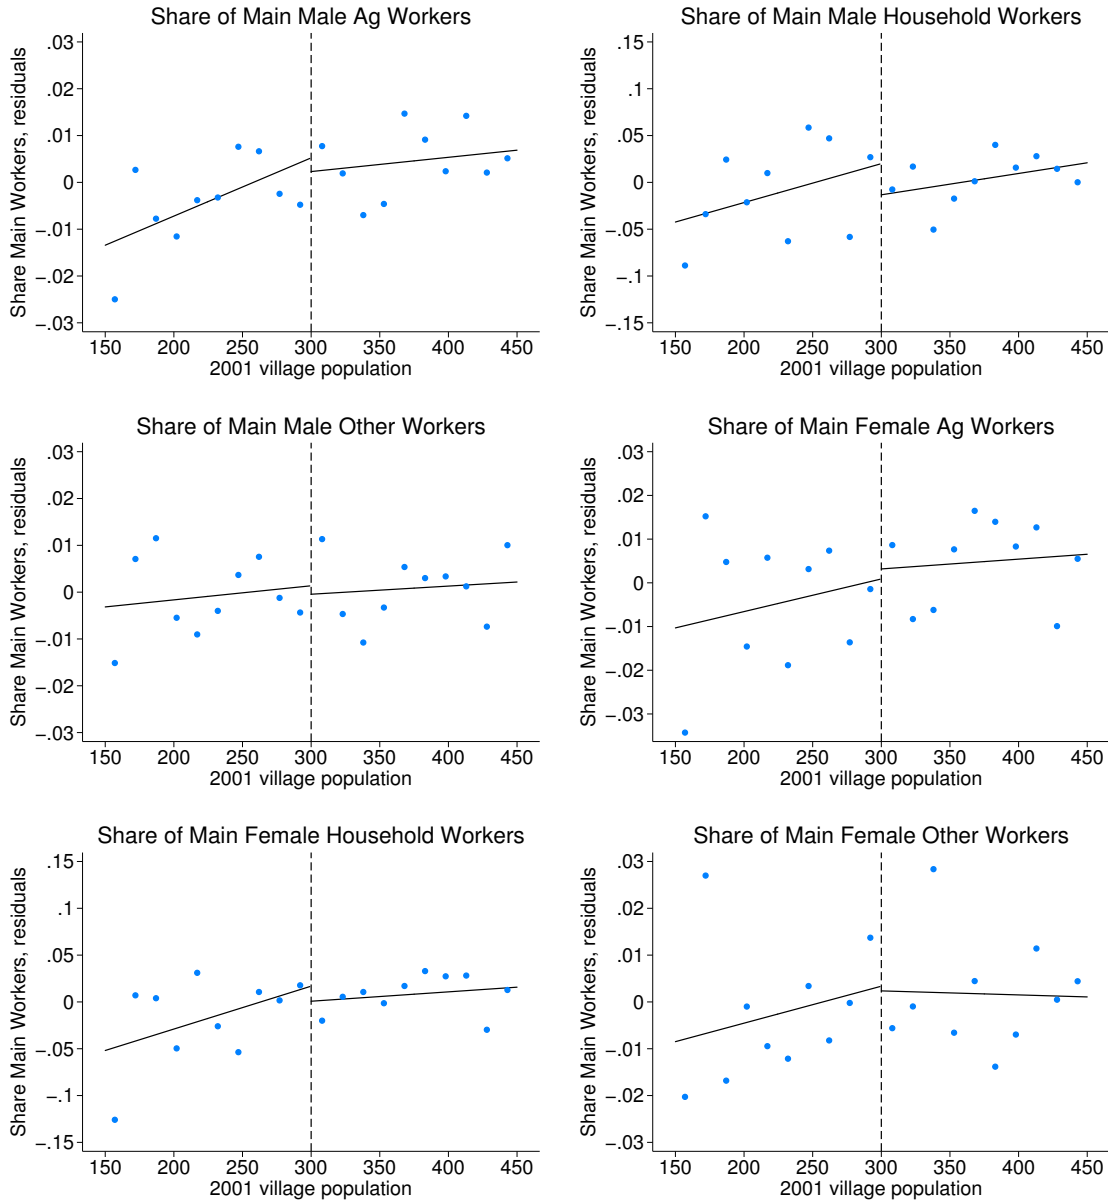 Share of Main Male Ag Workers
Share Main Workers, residuals
.03
.02
.01
0
−.01
−.02
−.03
150 200 250 300 350 400 450
2001 village population
Share of Main Male Household Workers
Share Main Workers, residuals
.15
.1
.05
0
−.05
−.1
−.15
150 200 250 300 350 400 450
2001 village population
Share of Main Male Other Workers
Share Main Workers, residuals
.03
.02
.01
0
−.01
−.02
−.03
150 200 250 300 350 400 450
2001 village population
Share of Main Female Ag Workers
Share Main Workers, residuals
.03
.02
.01
0
−.01
−.02
−.03
150 200 250 300 350 400 450
2001 village population
Share of Main Female Household Workers
Share Main Workers, residuals
.15
.1
.05
0
−.05
−.1
−.15
150 200 250 300 350 400 450
2001 village population
Share of Main Female Other Workers
Share Main Workers, residuals
.03
.02
.01
0
−.01
−.02
−.03
150 200 250 300 350 400 450
2001 village population